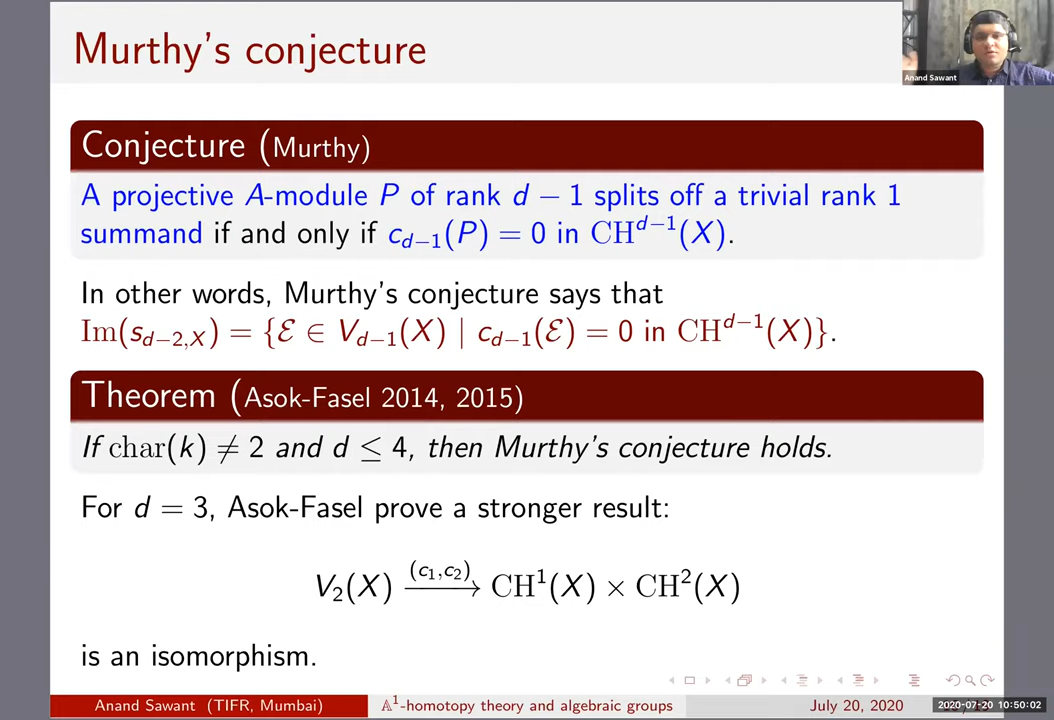 Murthy's conjecture
Anand Sawant
Conjecture (Murthy)
A projective A-module P of rank d − 1 splits off a trivial rank 1
summand if and only if c_{d−1}(P) = 0 in CH^{d−1}(X).
In other words, Murthy's conjecture says that
Im(s_{d−2,X}) = {ℰ ∈ V_{d−1}(X) | c_{d−1}(ℰ) = 0 in CH^{d−1}(X)}.
Theorem (Asok-Fasel 2014, 2015)
If char(k) ≠ 2 and d ≤ 4, then Murthy's conjecture holds.
For d = 3, Asok-Fasel prove a stronger result:
V_2(X) \xrightarrow{(c_1,c_2)} CH^1(X) × CH^2(X)
is an isomorphism.
Anand Sawant (TIFR, Mumbai) 𝔸^1-homotopy theory and algebraic groups July 20, 2020
2020-07-20 10:50:02